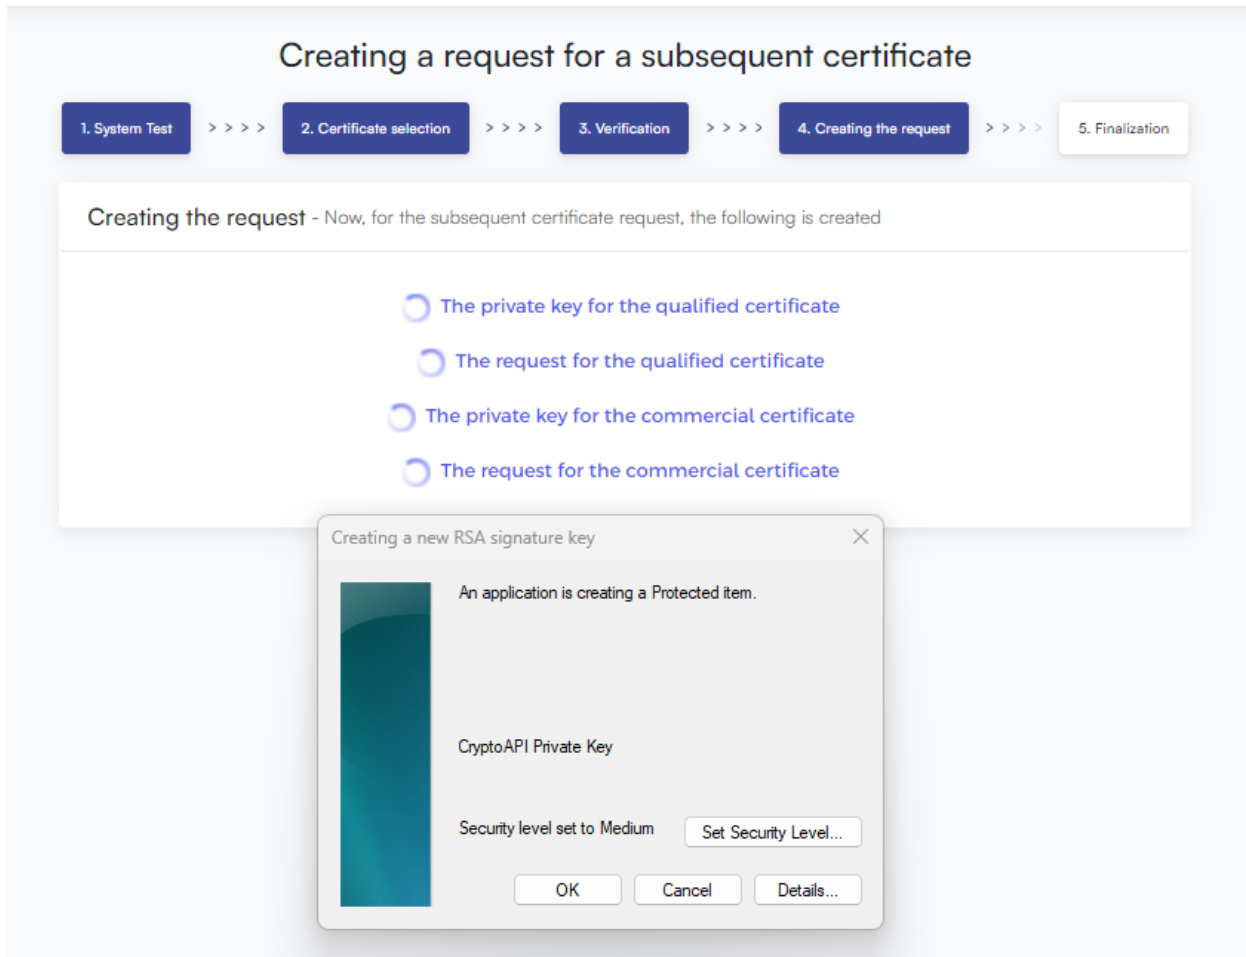 Creating a request for a subsequent certificate
1. System Test > > > > 2. Certificate selection > > > > 3. Verification > > > > 4. Creating the request > > > > 5. Finalization
Creating the request - Now, for the subsequent certificate request, the following is created
The private key for the qualified certificate
The request for the qualified certificate
The private key for the commercial certificate
The request for the commercial certificate
Creating a new RSA signature key
An application is creating a Protected item.
CryptoAPI Private Key
Security level set to Medium Set Security Level...
OK Cancel Details...